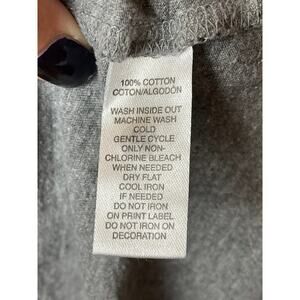 100% COTTON
COTON/ALGODÓN
WASH INSIDE OUT
MACHINE WASH
COLD
GENTLE CYCLE
ONLY NON-
CHLORINE BLEACH
WHEN NEEDED
DRY FLAT
COOL IRON
IF NEEDED
DO NOT IRON
ON PRINT LABEL
DO NOT IRON ON
DECORATION